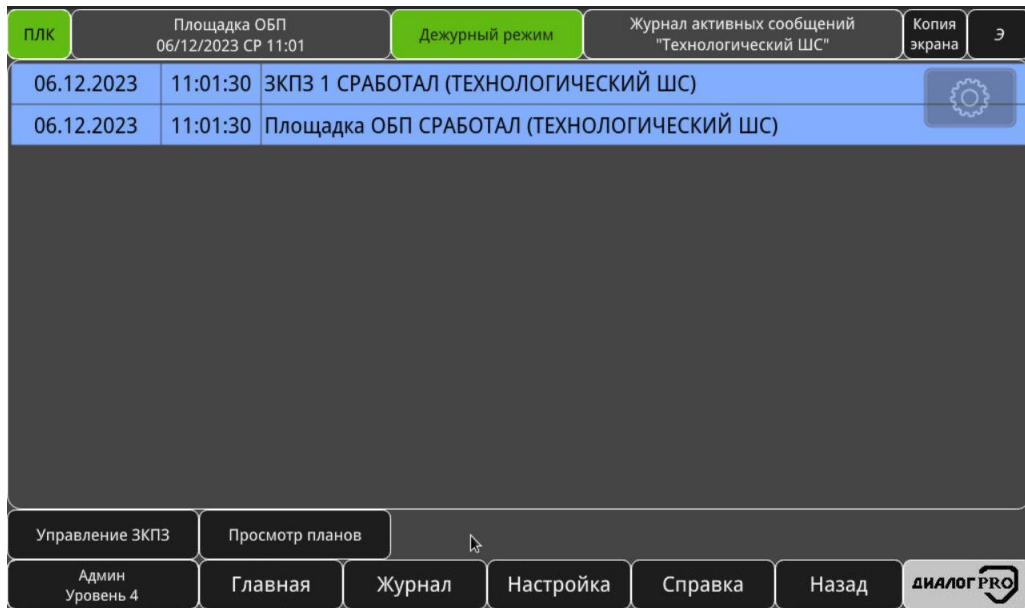 ПЛК
Площадка ОБП
06/12/2023 СР 11:01
Дежурный режим
Журнал активных сообщений
"Технологический ШС"
Копия
экрана
Э
06.12.2023 11:01:30 ЗКПЗ 1 СРАБОТАЛ (ТЕХНОЛОГИЧЕСКИЙ ШС)
06.12.2023 11:01:30 Площадка ОБП СРАБОТАЛ (ТЕХНОЛОГИЧЕСКИЙ ШС)
Управление ЗКПЗ
Просмотр планов
Админ
Уровень 4
Главная
Журнал
Настройка
Справка
Назад
ДИАЛОГ PRO